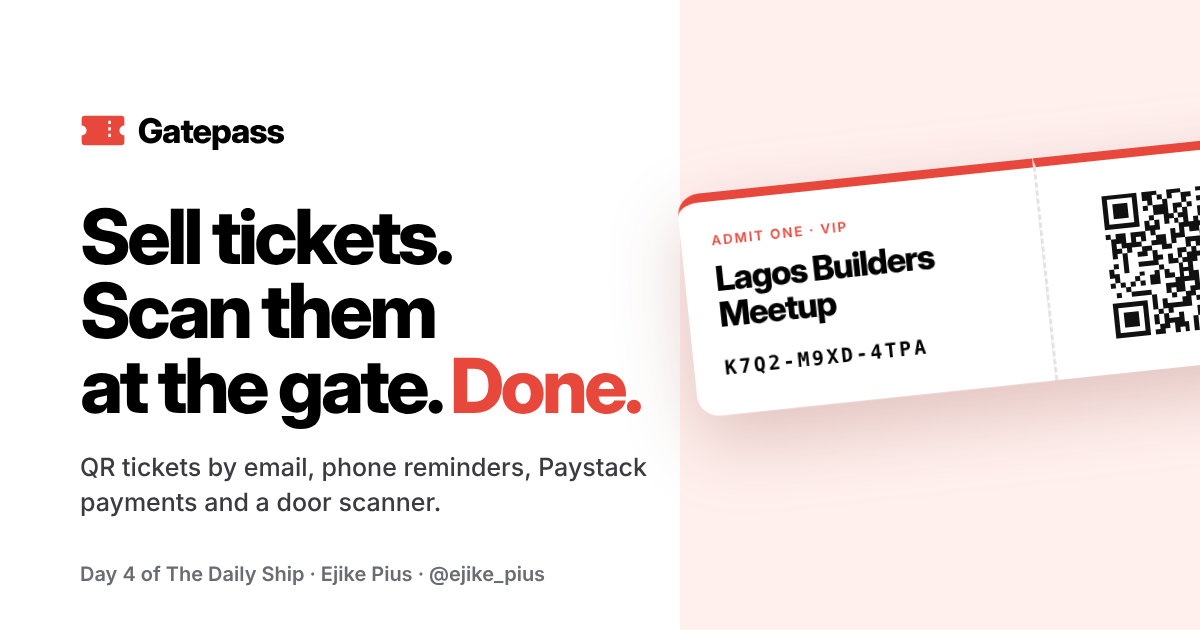 Gatepass
Sell tickets.
Scan them
at the gate. Done.
QR tickets by email, phone reminders, Paystack
payments and a door scanner.
Day 4 of The Daily Ship · Ejike Pius · @ejike_pius
ADMIT ONE · VIP
Lagos Builders
Meetup
K7Q2-M9XD-4TPA